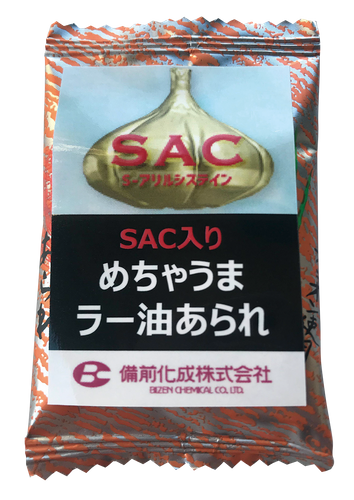 SAC
S-アリルシステイン
SAC入り
めちゃうま
ラー油あられ
備前化成株式会社
BIZEN CHEMICAL CO., LTD.